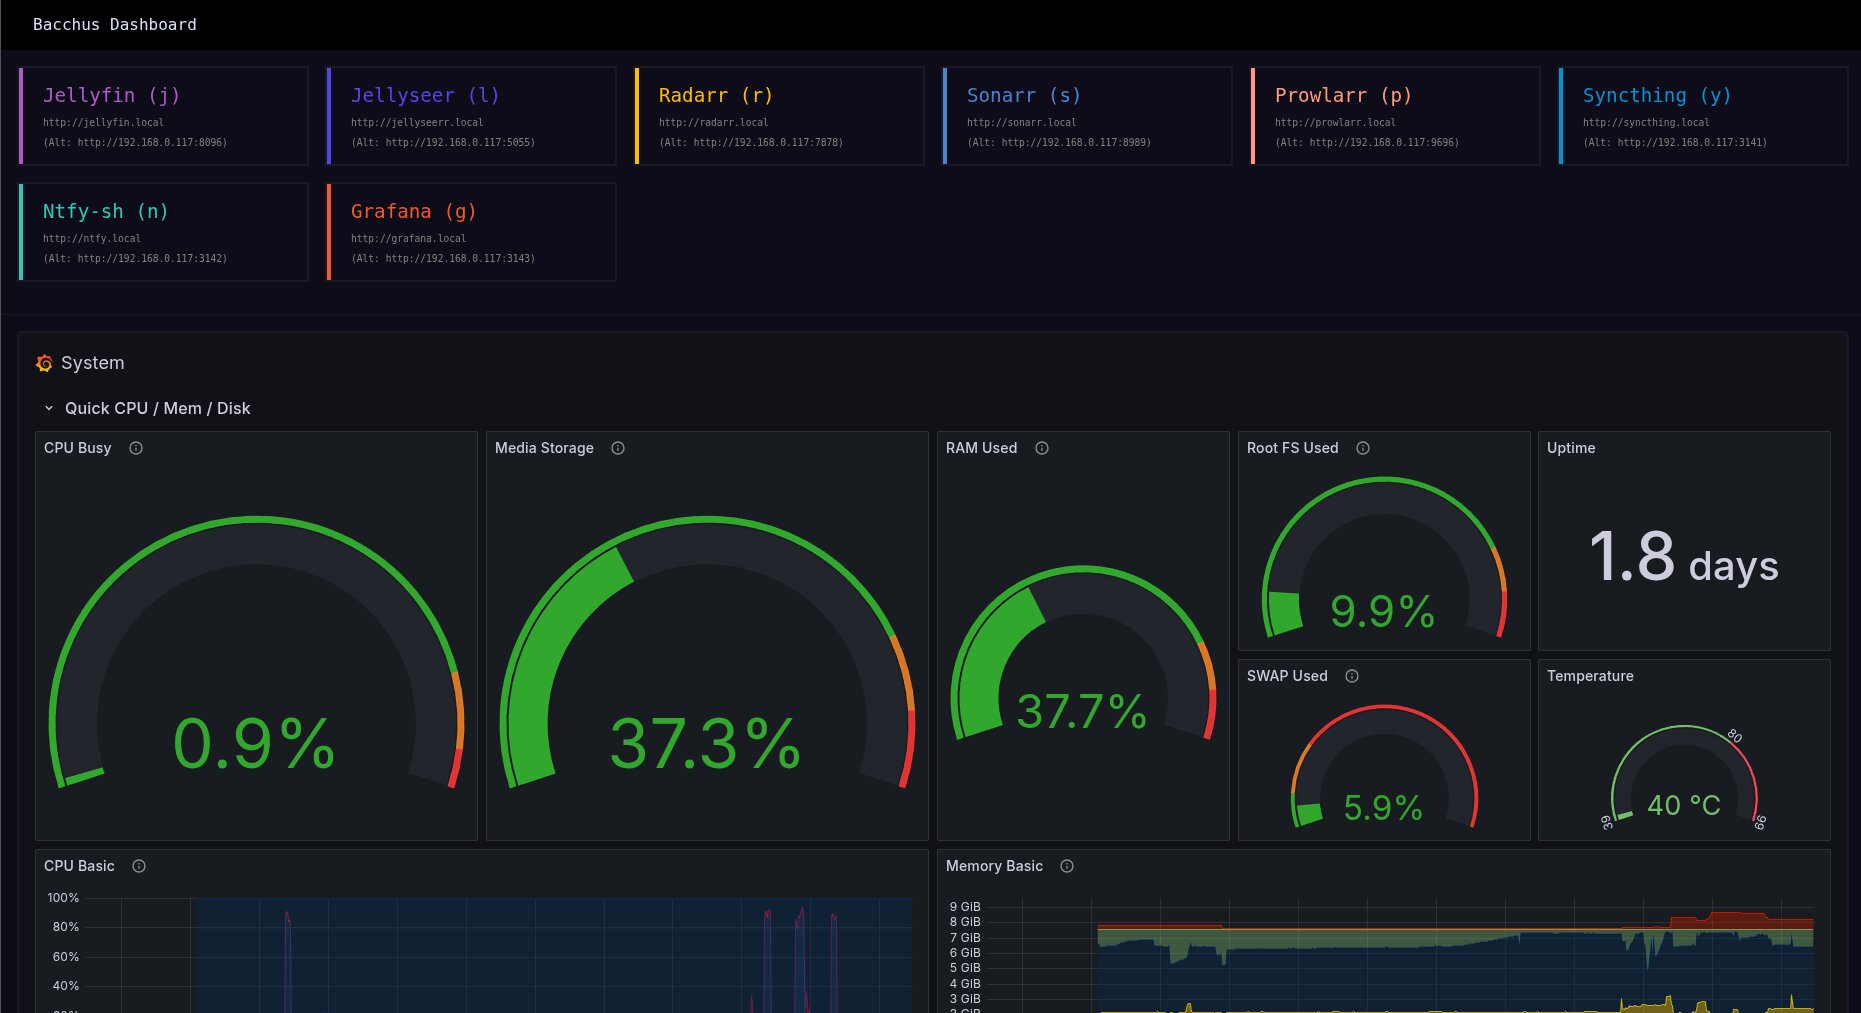 Bacchus Dashboard
Jellyfin (j)
http://jellyfin.local
(Alt: http://192.168.0.117:8096)
Jellyseer (l)
http://jellyseerr.local
(Alt: http://192.168.0.117:5055)
Radarr (r)
http://radarr.local
(Alt: http://192.168.0.117:7878)
Sonarr (s)
http://sonarr.local
(Alt: http://192.168.0.117:8989)
Prowlarr (p)
http://prowlarr.local
(Alt: http://192.168.0.117:9696)
Syncthing (y)
http://syncthing.local
(Alt: http://192.168.0.117:3141)
Ntfy-sh (n)
http://ntfy.local
(Alt: http://192.168.0.117:3142)
Grafana (g)
http://grafana.local
(Alt: http://192.168.0.117:3143)
System
Quick CPU / Mem / Disk
CPU Busy
0.9%
Media Storage
37.3%
RAM Used
37.7%
Root FS Used
9.9%
Uptime
1.8 days
SWAP Used
5.9%
Temperature
80
40 °C
39
99
CPU Basic
100%
80%
60%
40%
Memory Basic
9 GiB
8 GiB
7 GiB
6 GiB
5 GiB
4 GiB
3 GiB